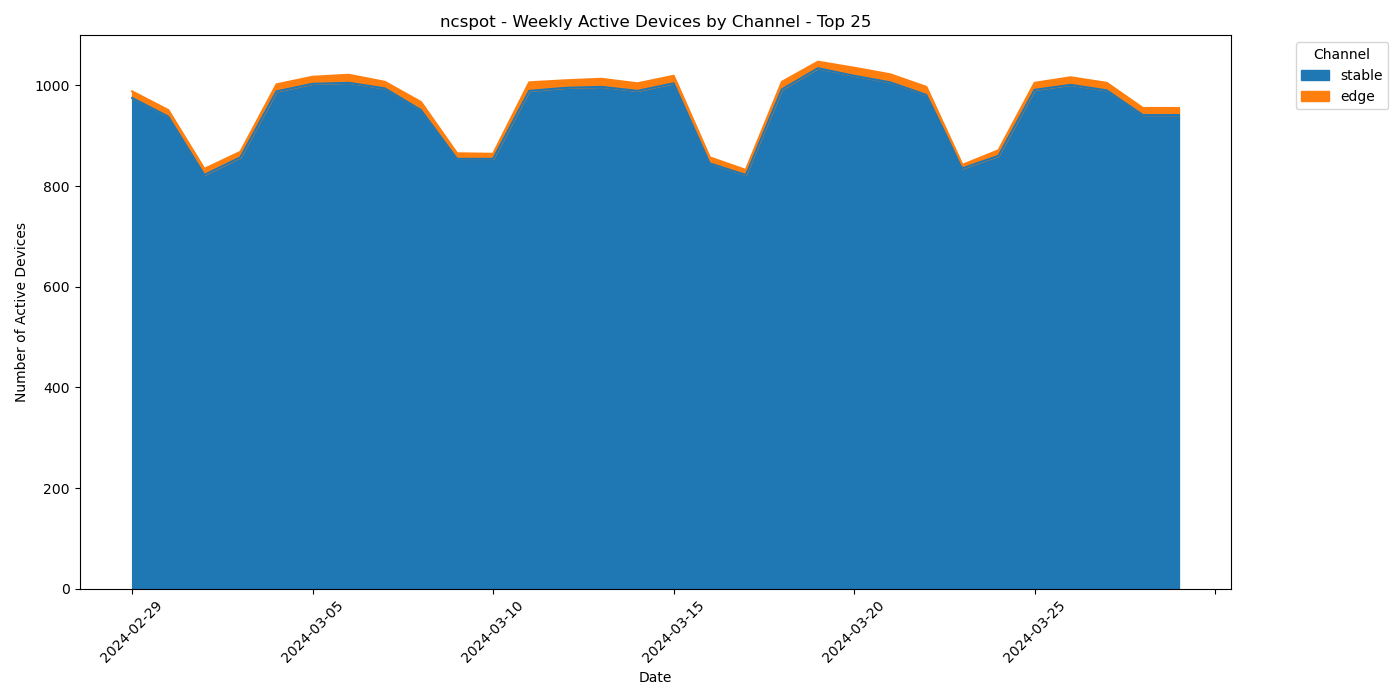 ncspot - Weekly Active Devices by Channel - Top 25
Channel
stable
edge
Number of Active Devices
1000
800
600
400
200
0
2024-02-29
2024-03-05
2024-03-10
2024-03-15
2024-03-20
2024-03-25
Date